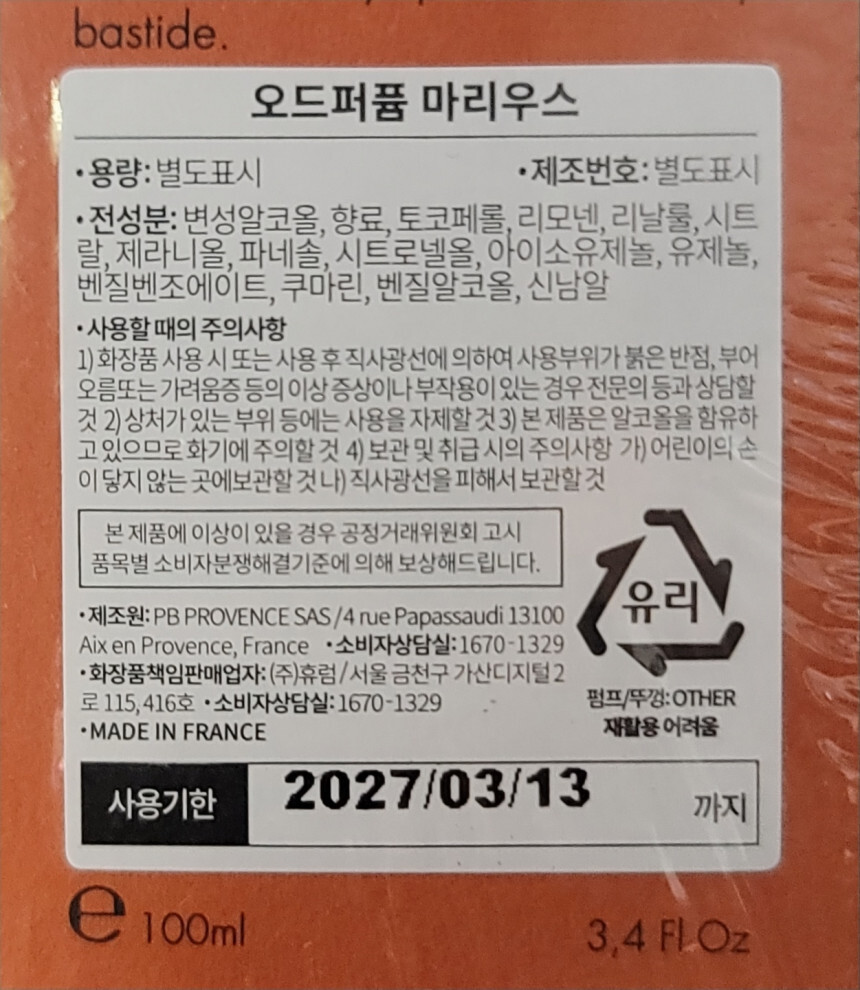 bastide.
오드퍼퓸 마리우스
•용량: 별도표시 •제조번호: 별도표시
•전성분: 변성알코올, 향료, 토코페롤, 리모넨, 리날룰, 시트
랄, 제라니올, 파네솔, 시트로넬올, 아이소유제놀, 유제놀,
벤질벤조에이트, 쿠마린, 벤질알코올, 신남알
•사용할 때의 주의사항
1) 화장품 사용 시 또는 사용 후 직사광선에 의하여 사용부위가 붉은 반점, 부어
오름또는 가려움증 등의 이상 증상이나 부작용이 있는 경우 전문의 등과 상담할
것 2) 상처가 있는 부위 등에는 사용을 자제할 것 3) 본 제품은 알코올을 함유하
고 있으므로 화기에 주의할 것 4) 보관 및 취급 시의 주의사항 가) 어린이의 손
이 닿지 않는 곳에보관할 것 나) 직사광선을 피해서 보관할 것
본 제품에 이상이 있을 경우 공정거래위원회 고시
품목별 소비자분쟁해결기준에 의해 보상해드립니다.
유리
•제조원: PB PROVENCE SAS / 4 rue Papassaudi 13100
Aix en Provence, France •소비자상담실: 1670-1329
•화장품책임판매업자: (주)휴럼 / 서울 금천구 가산디지털 2
로 115, 416호 •소비자상담실: 1670-1329
•MADE IN FRANCE
펌프/뚜껑: OTHER
재활용 어려움
사용기한 2027/03/13 까지
e 100ml 3,4 Fl Oz